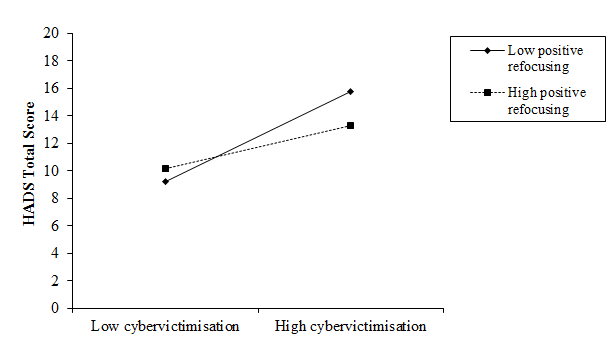 HADS Total Score
20
18
16
14
12
10
8
6
4
2
0
Low cybervictimisation
High cybervictimisation
Low positive
refocusing
High positive
refocusing